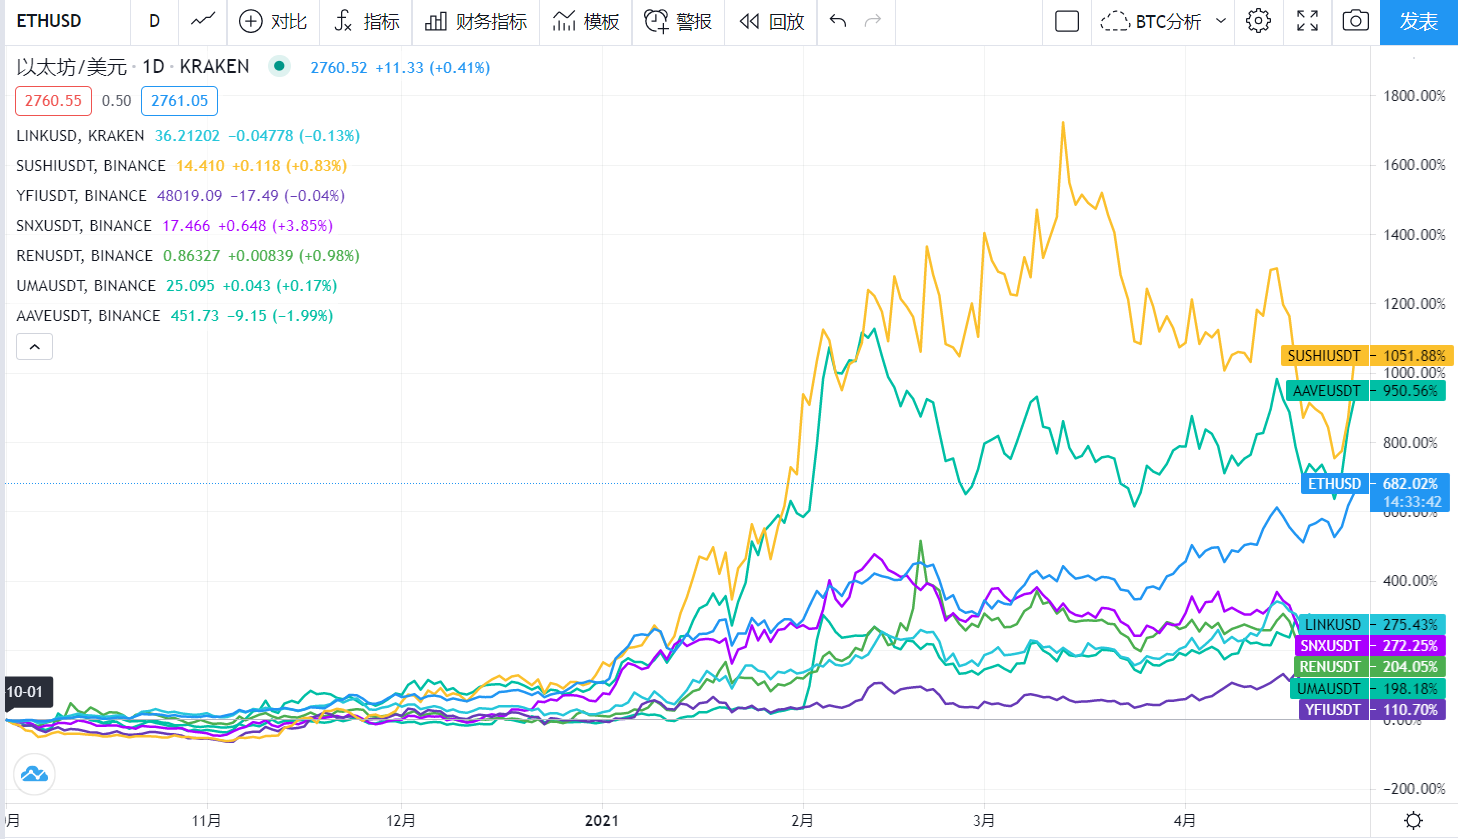 ETHUSD D 对比 指标 财务指标 模板 警报 回放 BTC分析 发表
以太坊/美元 · 1D · KRAKEN 2760.52 +11.33 (+0.41%)
2760.55 0.50 2761.05
LINKUSD, KRAKEN 36.21202 −0.04778 (−0.13%)
SUSHIUSDT, BINANCE 14.410 +0.118 (+0.83%)
YFIUSDT, BINANCE 48019.09 −17.49 (−0.04%)
SNXUSDT, BINANCE 17.466 +0.648 (+3.85%)
RENUSDT, BINANCE 0.86327 +0.00839 (+0.98%)
UMAUSDT, BINANCE 25.095 +0.043 (+0.17%)
AAVEUSDT, BINANCE 451.73 −9.15 (−1.99%)
1800.00%
1600.00%
1400.00%
1200.00%
SUSHIUSDT 1051.88%
1000.00%
AAVEUSDT 950.56%
800.00%
ETHUSD 682.02%
14:33:42
600.00%
400.00%
LINKUSD 275.43%
SNXUSDT 272.25%
RENUSDT 204.05%
UMAUSDT 198.18%
YFIUSDT 110.70%
0.00%
−200.00%
10-01
月 11月 12月 2021 2月 3月 4月